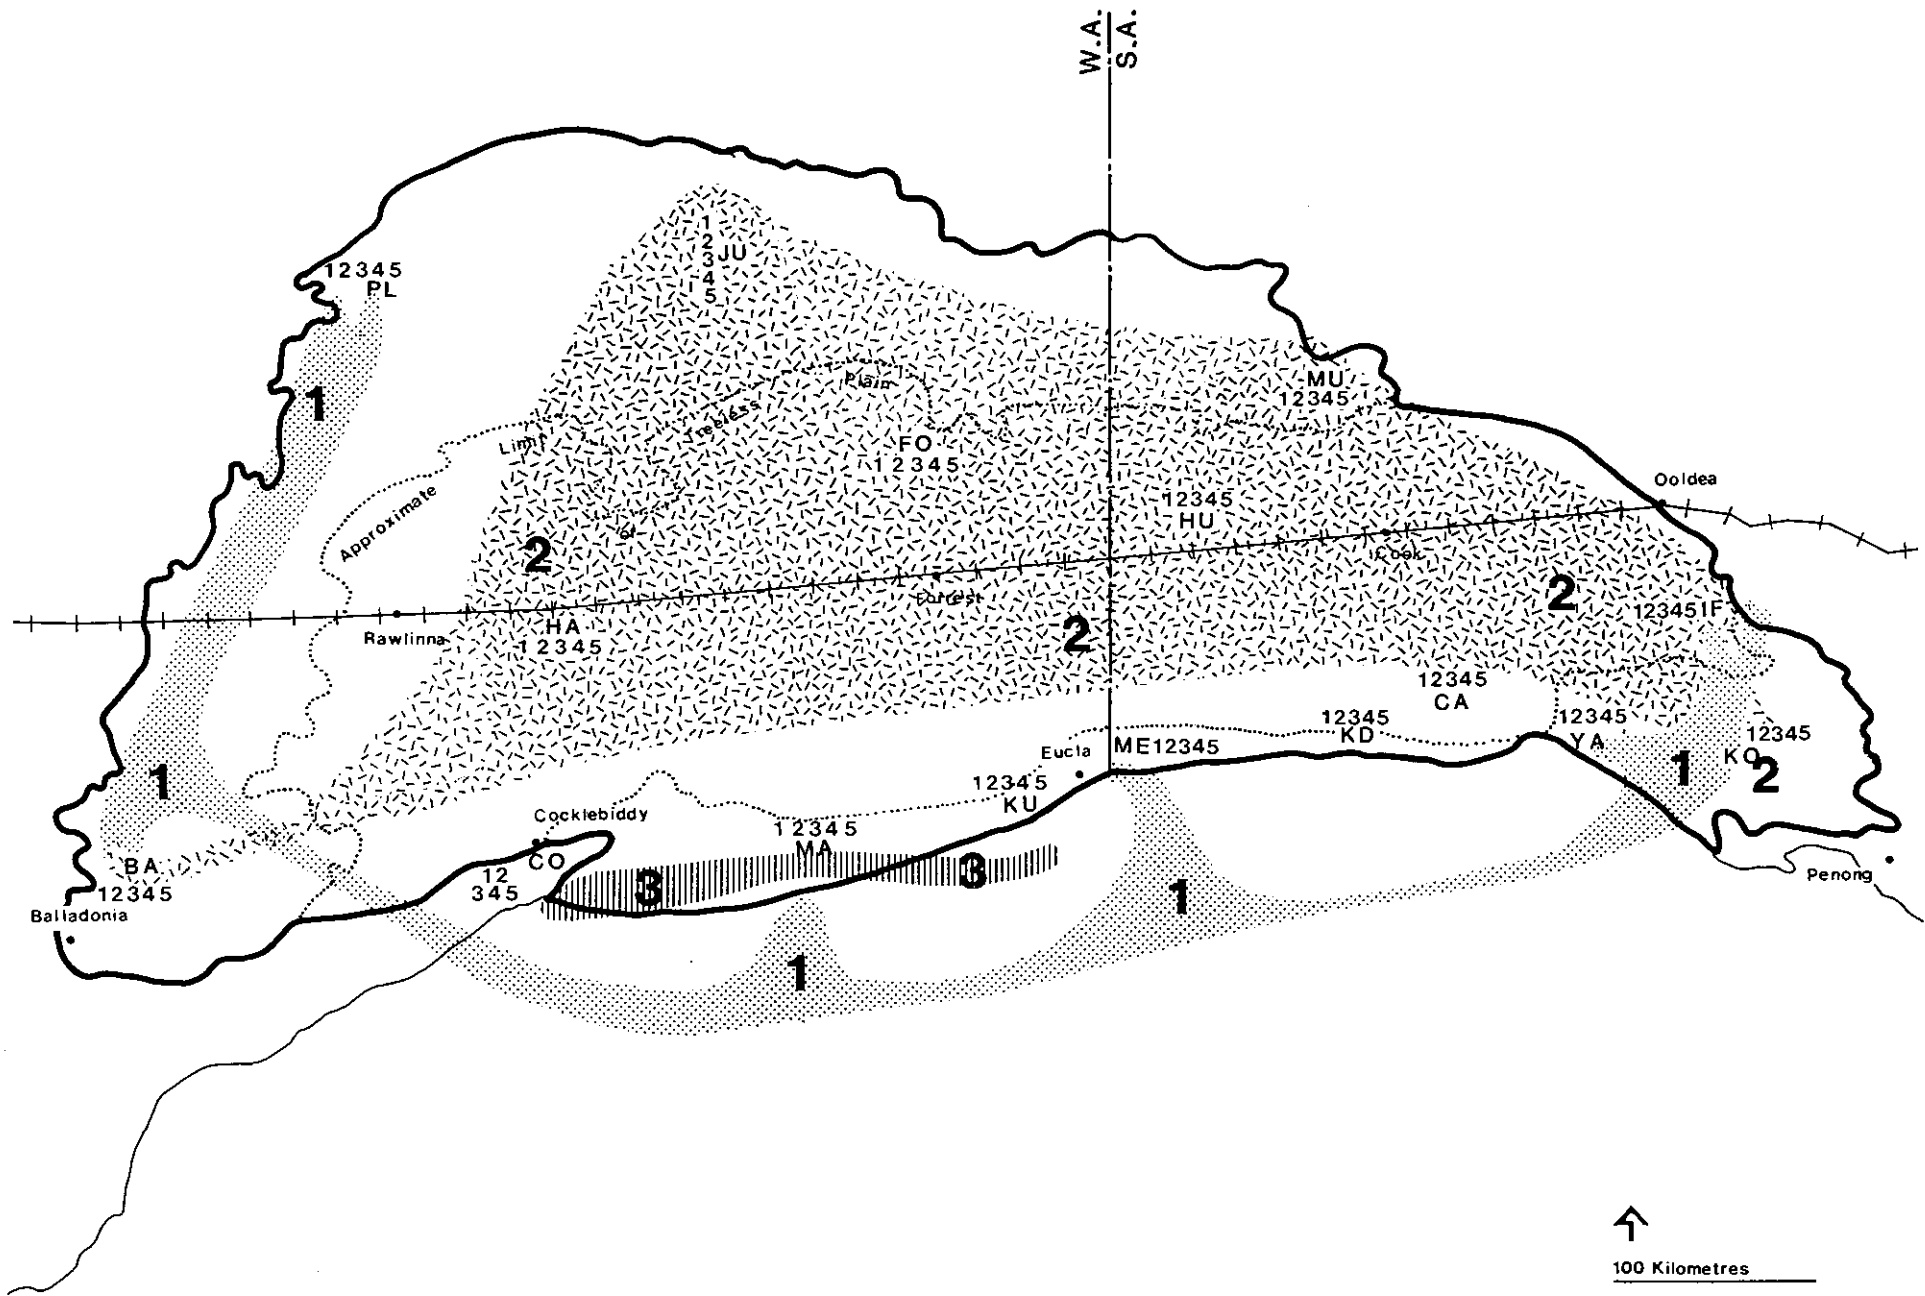 W.A.
S.A.
1
2
3
4
5
JU
12345
PL
1
MU
12345
Plain
Treeless
Limit
FO
12345
Approximate
of
12345
HU
Ooldea
2
Cook
2
Forrest
123451F
Rawlinna
HA
12345
2
12345
CA
12345
KD
12345
YA
12345
KO
2
1
Eucla
ME12345
12345
KU
1
Cocklebiddy
12345
MA
CO
12
345
3
3
BA
12345
Balladonia
Penong
1
1
100 Kilometres